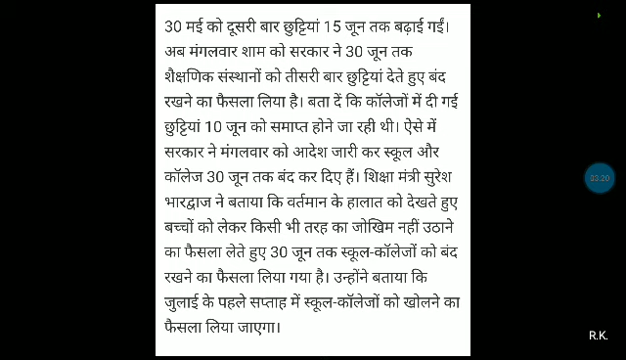 30 मई को दूसरी बार छुट्टियां 15 जून तक बढ़ाई गईं।
अब मंगलवार शाम को सरकार ने 30 जून तक
शैक्षणिक संस्थानों को तीसरी बार छुट्टियां देते हुए बंद
रखने का फैसला लिया है। बता दें कि कॉलेजों में दी गई
छुट्टियां 10 जून को समाप्त होने जा रही थी। ऐसे में
सरकार ने मंगलवार को आदेश जारी कर स्कूल और
कॉलेज 30 जून तक बंद कर दिए हैं। शिक्षा मंत्री सुरेश
भारद्वाज ने बताया कि वर्तमान के हालात को देखते हुए
बच्चों को लेकर किसी भी तरह का जोखिम नहीं उठाने
का फैसला लेते हुए 30 जून तक स्कूल-कॉलेजों को बंद
रखने का फैसला लिया गया है। उन्होंने बताया कि
जुलाई के पहले सप्ताह में स्कूल-कॉलेजों को खोलने का
फैसला लिया जाएगा।
03:20
R.K.